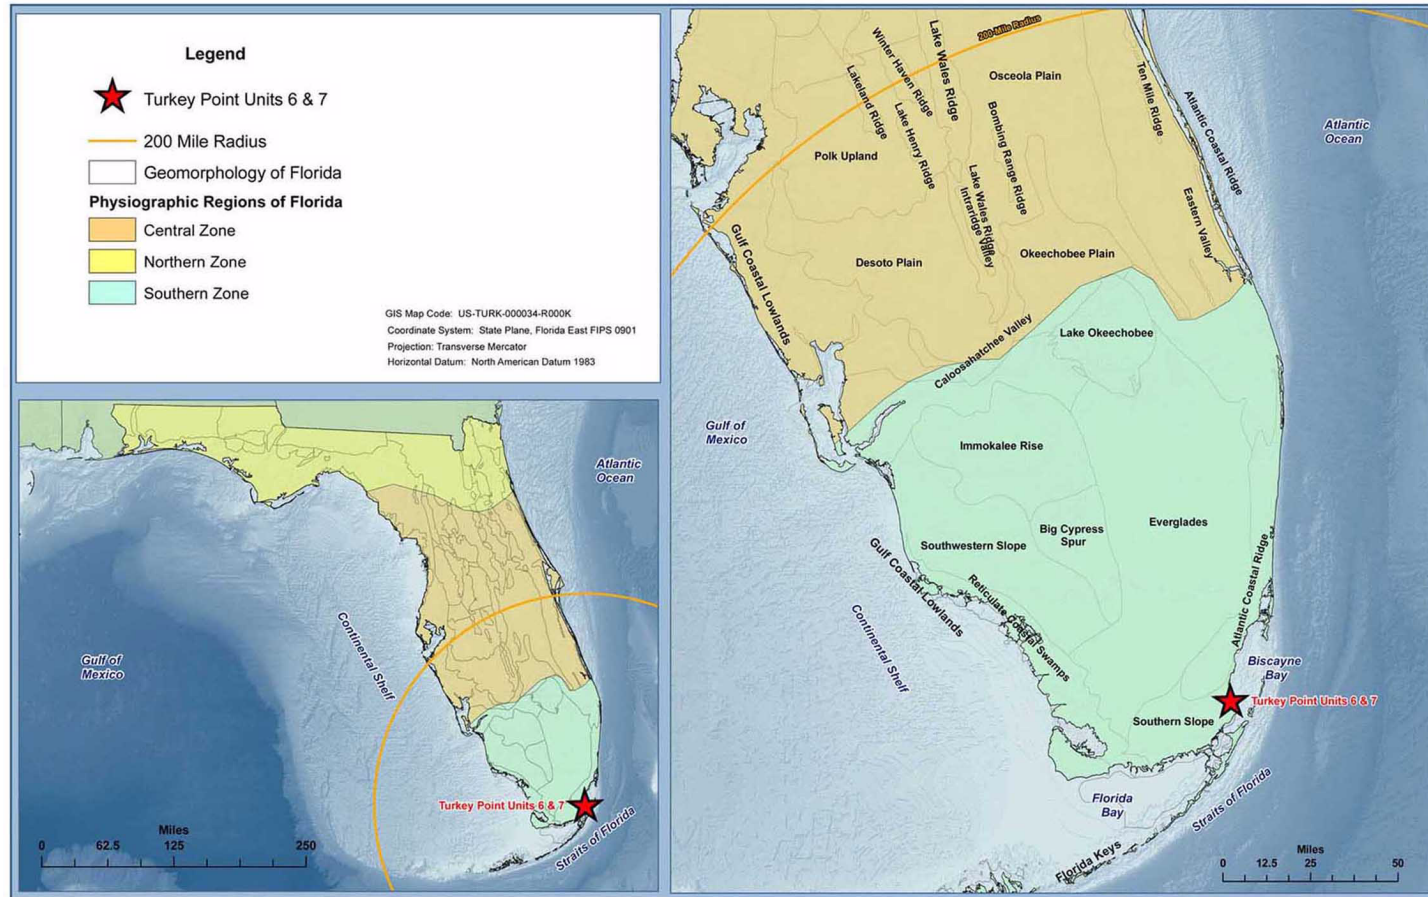 Legend
Turkey Point Units 6 & 7
200 Mile Radius
Geomorphology of Florida
Physiographic Regions of Florida
Central Zone
Northern Zone
Southern Zone
GIS Map Code: US-TURK-000034-R000K
Coordinate System: State Plane, Florida East FIPS 0901
Projection: Transverse Mercator
Horizontal Datum: North American Datum 1983
Atlantic
Ocean
Gulf of
Mexico
Continental Shelf
Turkey Point Units 6 & 7
Straits of Florida
Miles
0 62.5 125 250
200-Mile Radius
Winter Haven Ridge
Lake Wales Ridge
Lakeland Ridge
Osceola Plain
Ten Mile Ridge
Atlantic Coastal Ridge
Atlantic
Ocean
Lake Henry Ridge
Bombing Range Ridge
Polk Upland
Lake Wales Ridge
Intraridge Valley
Eastern Valley
Gulf Coastal Lowlands
Desoto Plain
Okeechobee Plain
Caloosahatchee Valley
Lake Okeechobee
Gulf of
Mexico
Immokalee Rise
Big Cypress
Spur
Everglades
Southwestern Slope
Gulf Coastal Lowlands
Reticulate Coastal Swamps
Atlantic Coastal Ridge
Continental Shelf
Biscayne
Bay
Turkey Point Units 6 & 7
Southern Slope
Florida
Bay
Straits of Florida
Florida Keys
Miles
0 12.5 25 50